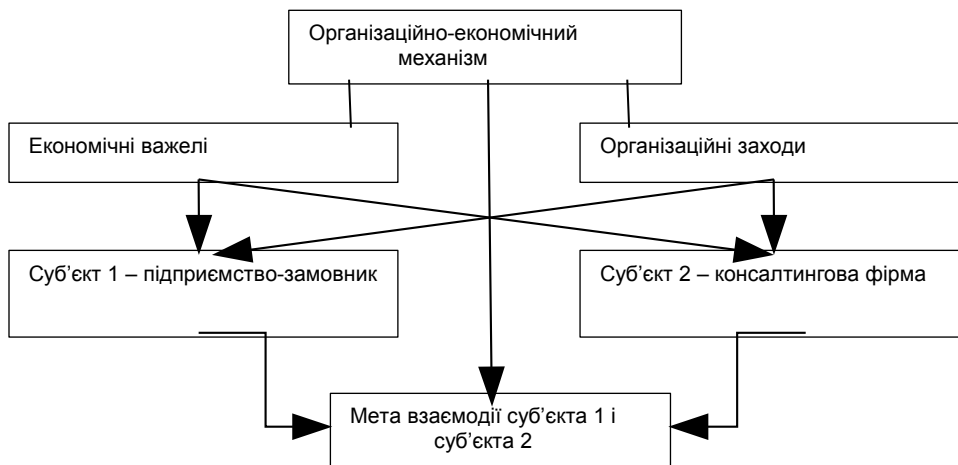 Організаційно-економічний
механізм
Економічні важелі
Організаційні заходи
Суб’єкт 1 – підприємство-замовник
Суб’єкт 2 – консалтингова фірма
Мета взаємодії суб’єкта 1 і
суб’єкта 2